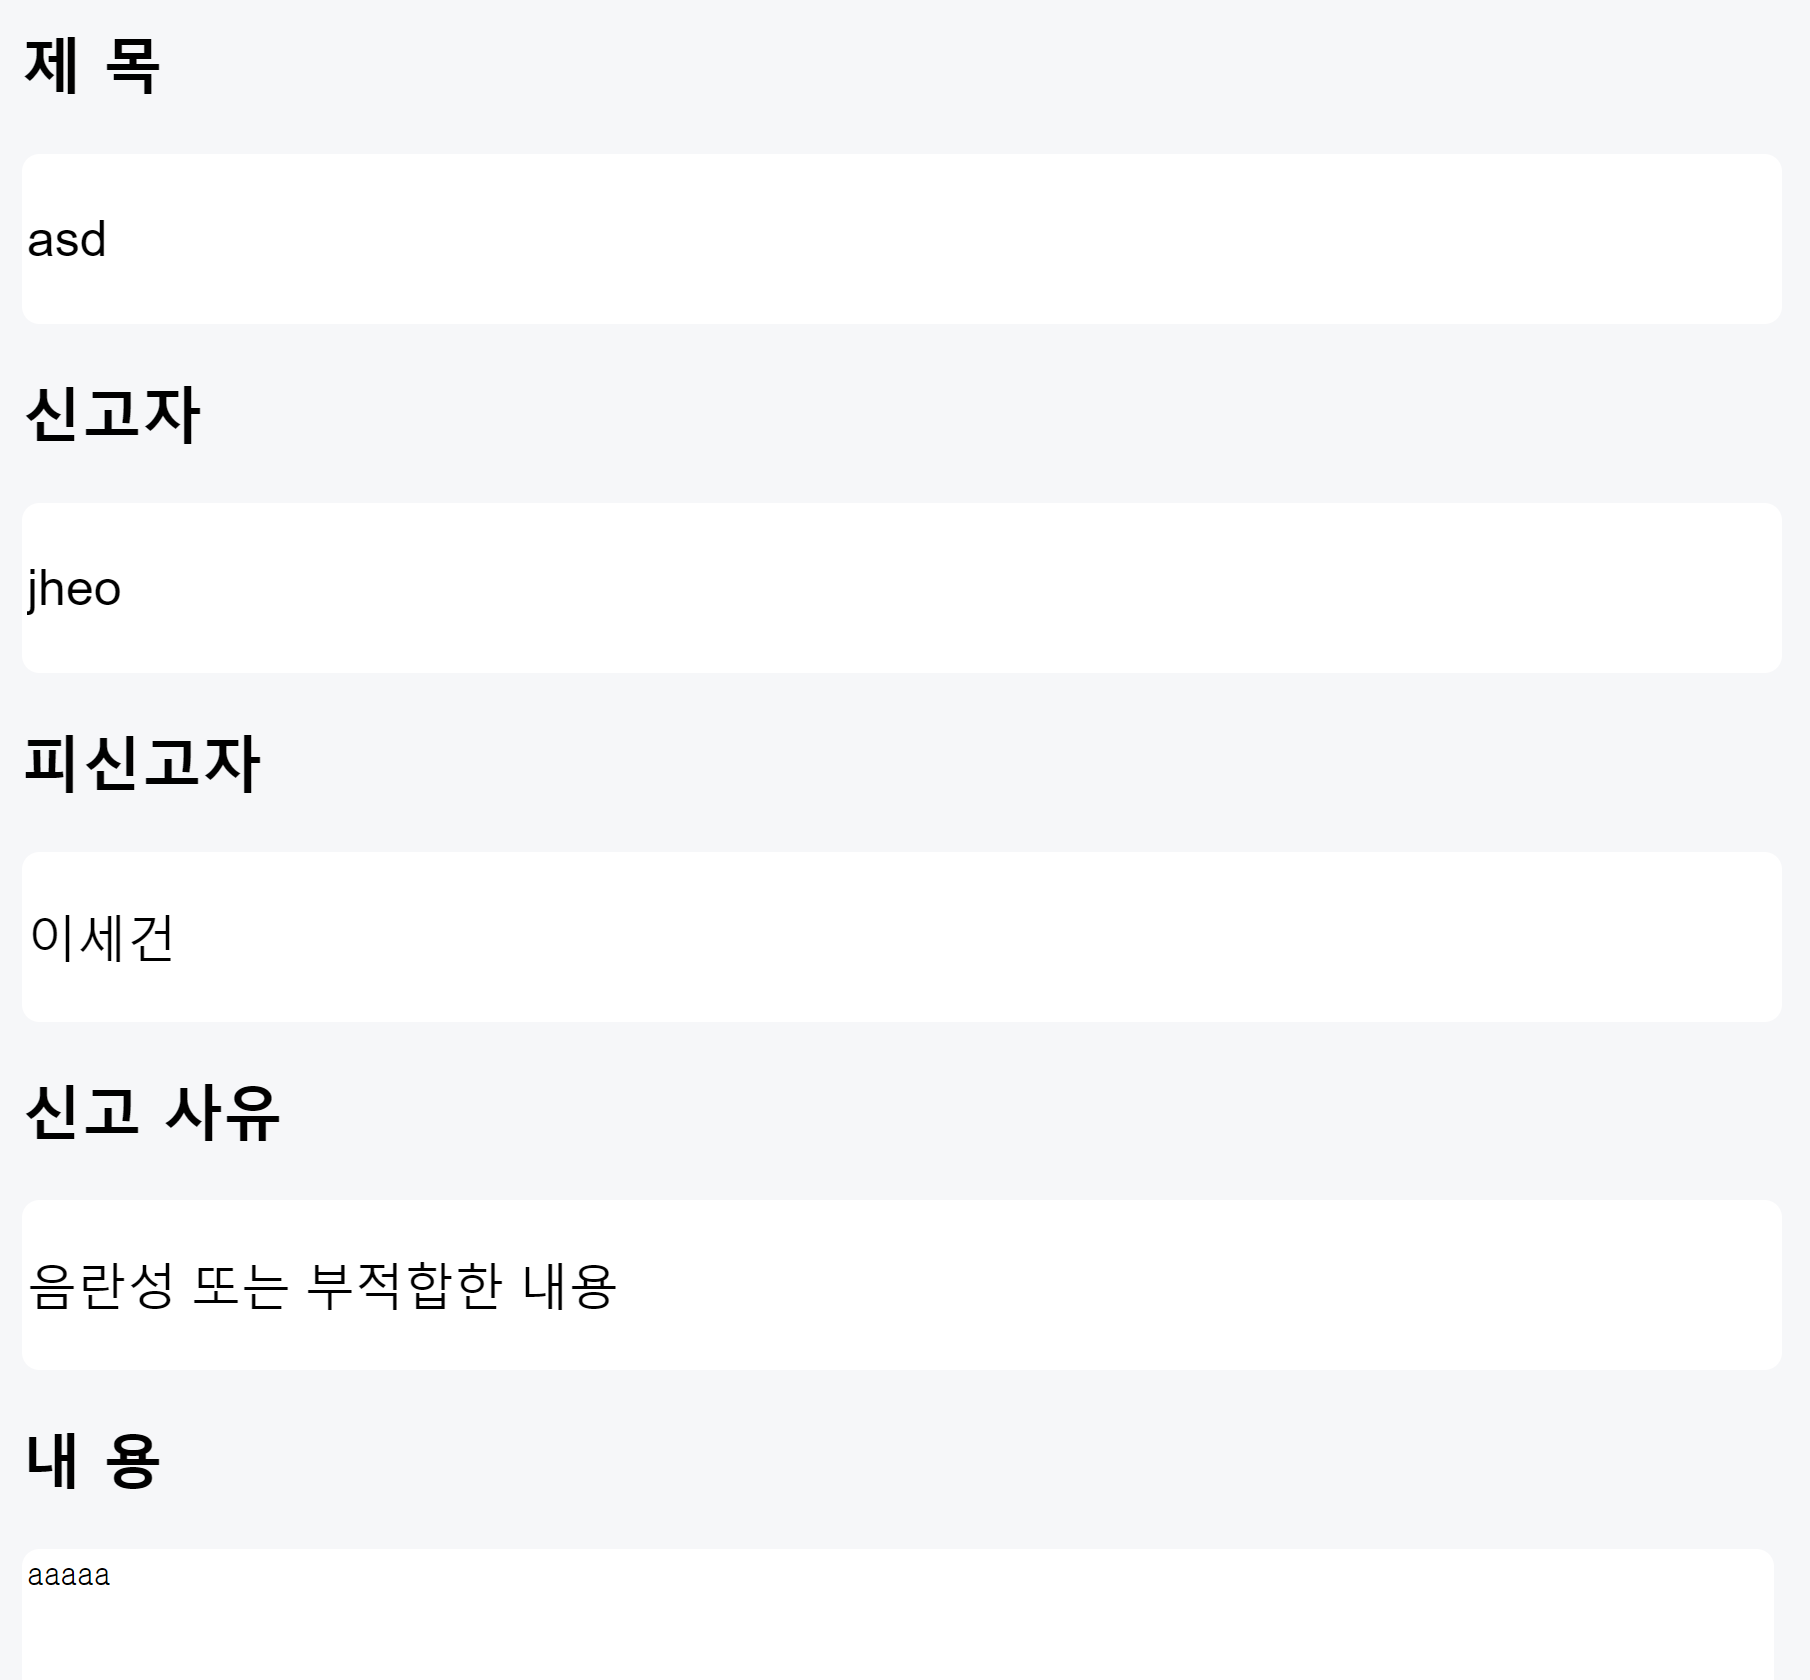 제 목
asd
신고자
jheo
피신고자
이세건
신고 사유
음란성 또는 부적합한 내용
내 용
aaaaa